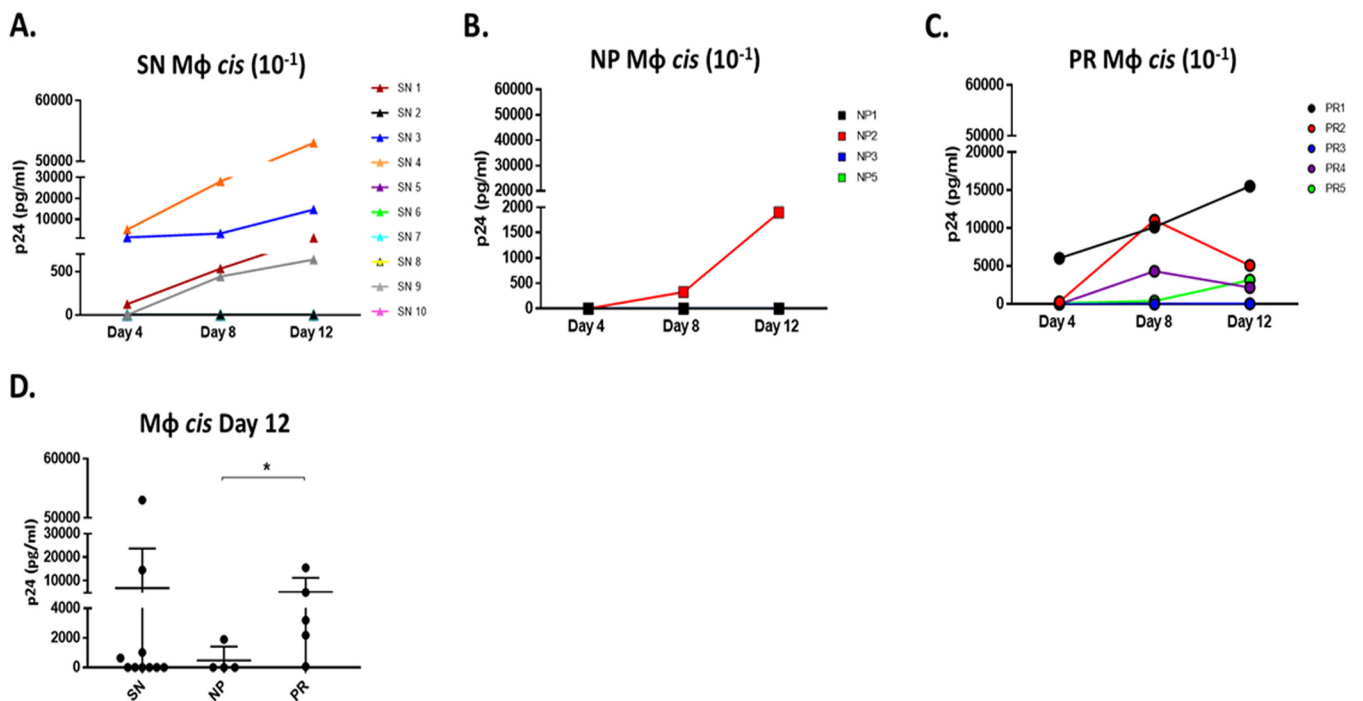 A.
SN Mϕ cis (10⁻¹)
p24 (pg/ml)
60000
50000
30000
20000
10000
500
0
Day 4 Day 8 Day 12
SN 1
SN 2
SN 3
SN 4
SN 5
SN 6
SN 7
SN 8
SN 9
SN 10
B.
NP Mϕ cis (10⁻¹)
p24 (pg/ml)
60000
50000
40000
30000
20000
2000
1500
1000
500
0
Day 4 Day 8 Day 12
NP1
NP2
NP3
NP5
C.
PR Mϕ cis (10⁻¹)
p24 (pg/ml)
60000
50000
20000
15000
10000
5000
0
Day 4 Day 8 Day 12
PR1
PR2
PR3
PR4
PR5
D.
Mϕ cis Day 12
p24 (pg/ml)
60000
50000
30000
20000
10000
4000
2000
0
*
SN NP PR